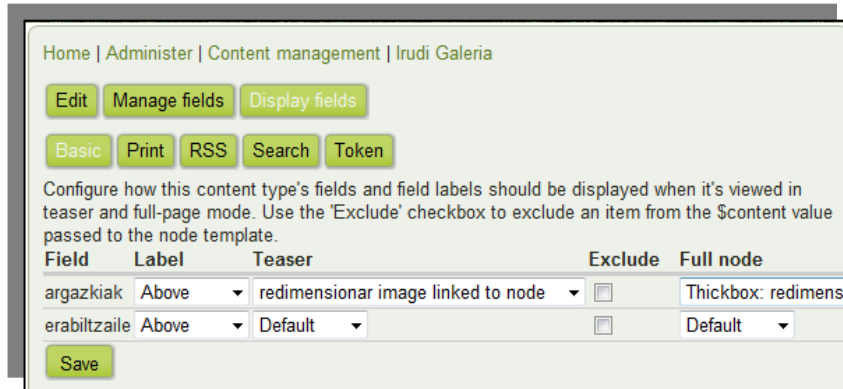 Home | Administer | Content management | Irudi Galeria
Edit Manage fields Display fields
Basic Print RSS Search Token
Configure how this content type's fields and field labels should be displayed when it's viewed in
teaser and full-page mode. Use the 'Exclude' checkbox to exclude an item from the $content value
passed to the node template.
Field Label Teaser Exclude Full node
argazkiak Above redimensionar image linked to node Thickbox: redimens
erabiltzaile Above Default Default
Save